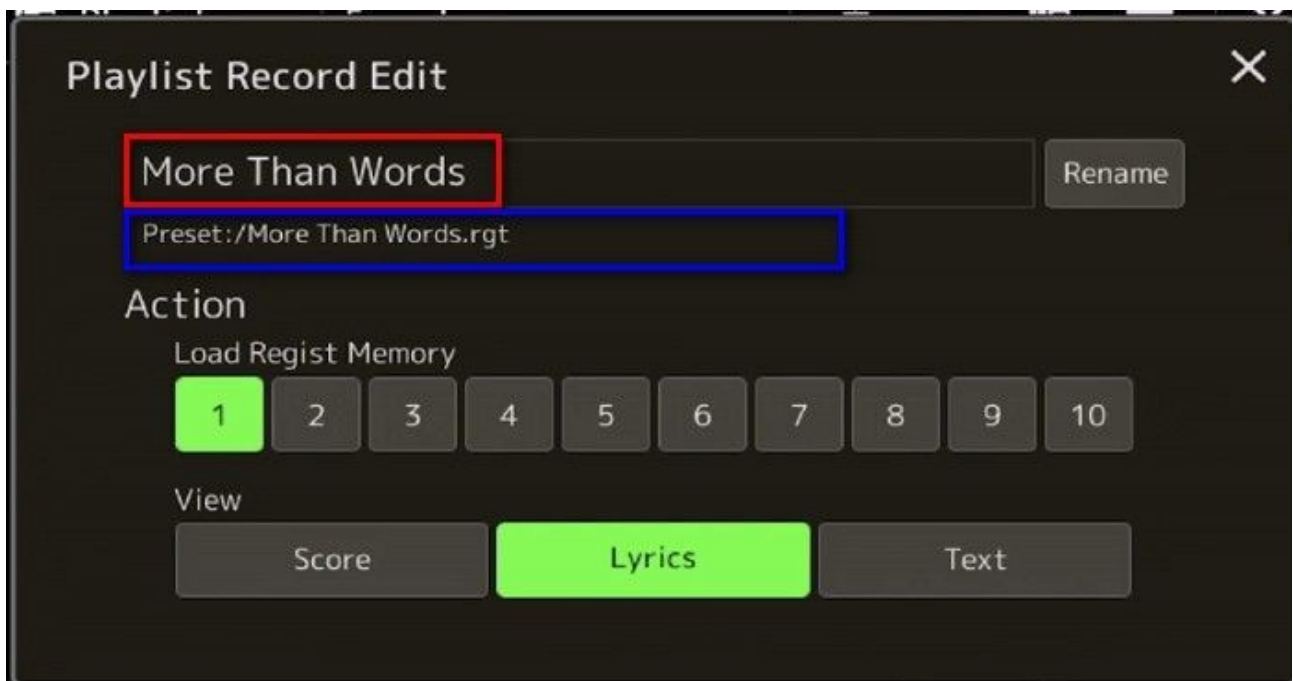 Playlist Record Edit
More Than Words
Rename
Preset:/More Than Words.rgt
Action
Load Regist Memory
1 2 3 4 5 6 7 8 9 10
View
Score Lyrics Text